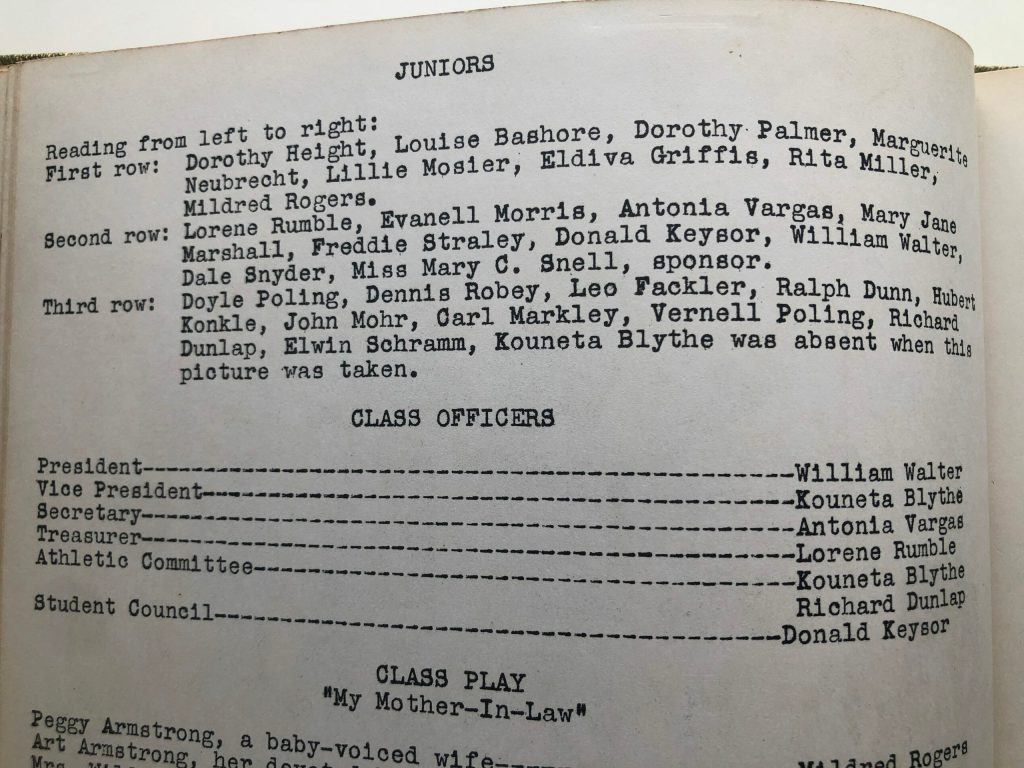 JUNIORS
Reading from left to right:
First row: Dorothy Height, Louise Bashore, Dorothy Palmer, Marguerite
Neubrecht, Lillie Mosier, Eldiva Griffis, Rita Miller,
Mildred Rogers.
Second row: Lorene Rumble, Evanell Morris, Antonia Vargas, Mary Jane
Marshall, Freddie Straley, Donald Keysor, William Walter,
Dale Snyder, Miss Mary C. Snell, sponsor.
Third row: Doyle Poling, Dennis Robey, Leo Fackler, Ralph Dunn, Hubert
Konkle, John Mohr, Carl Markley, Vernell Poling, Richard
Dunlap, Elwin Schramm, Kouneta Blythe was absent when this
picture was taken.
CLASS OFFICERS
President----------William Walter
Vice President----------Kouneta Blythe
Secretary----------Antonia Vargas
Treasurer----------Lorene Rumble
Athletic Committee----------Kouneta Blythe
Richard Dunlap
Student Council----------Donald Keysor
CLASS PLAY
"My Mother-In-Law"
Peggy Armstrong, a baby-voiced wife----------Mildred Rogers
Art Armstrong, her
Mrs.